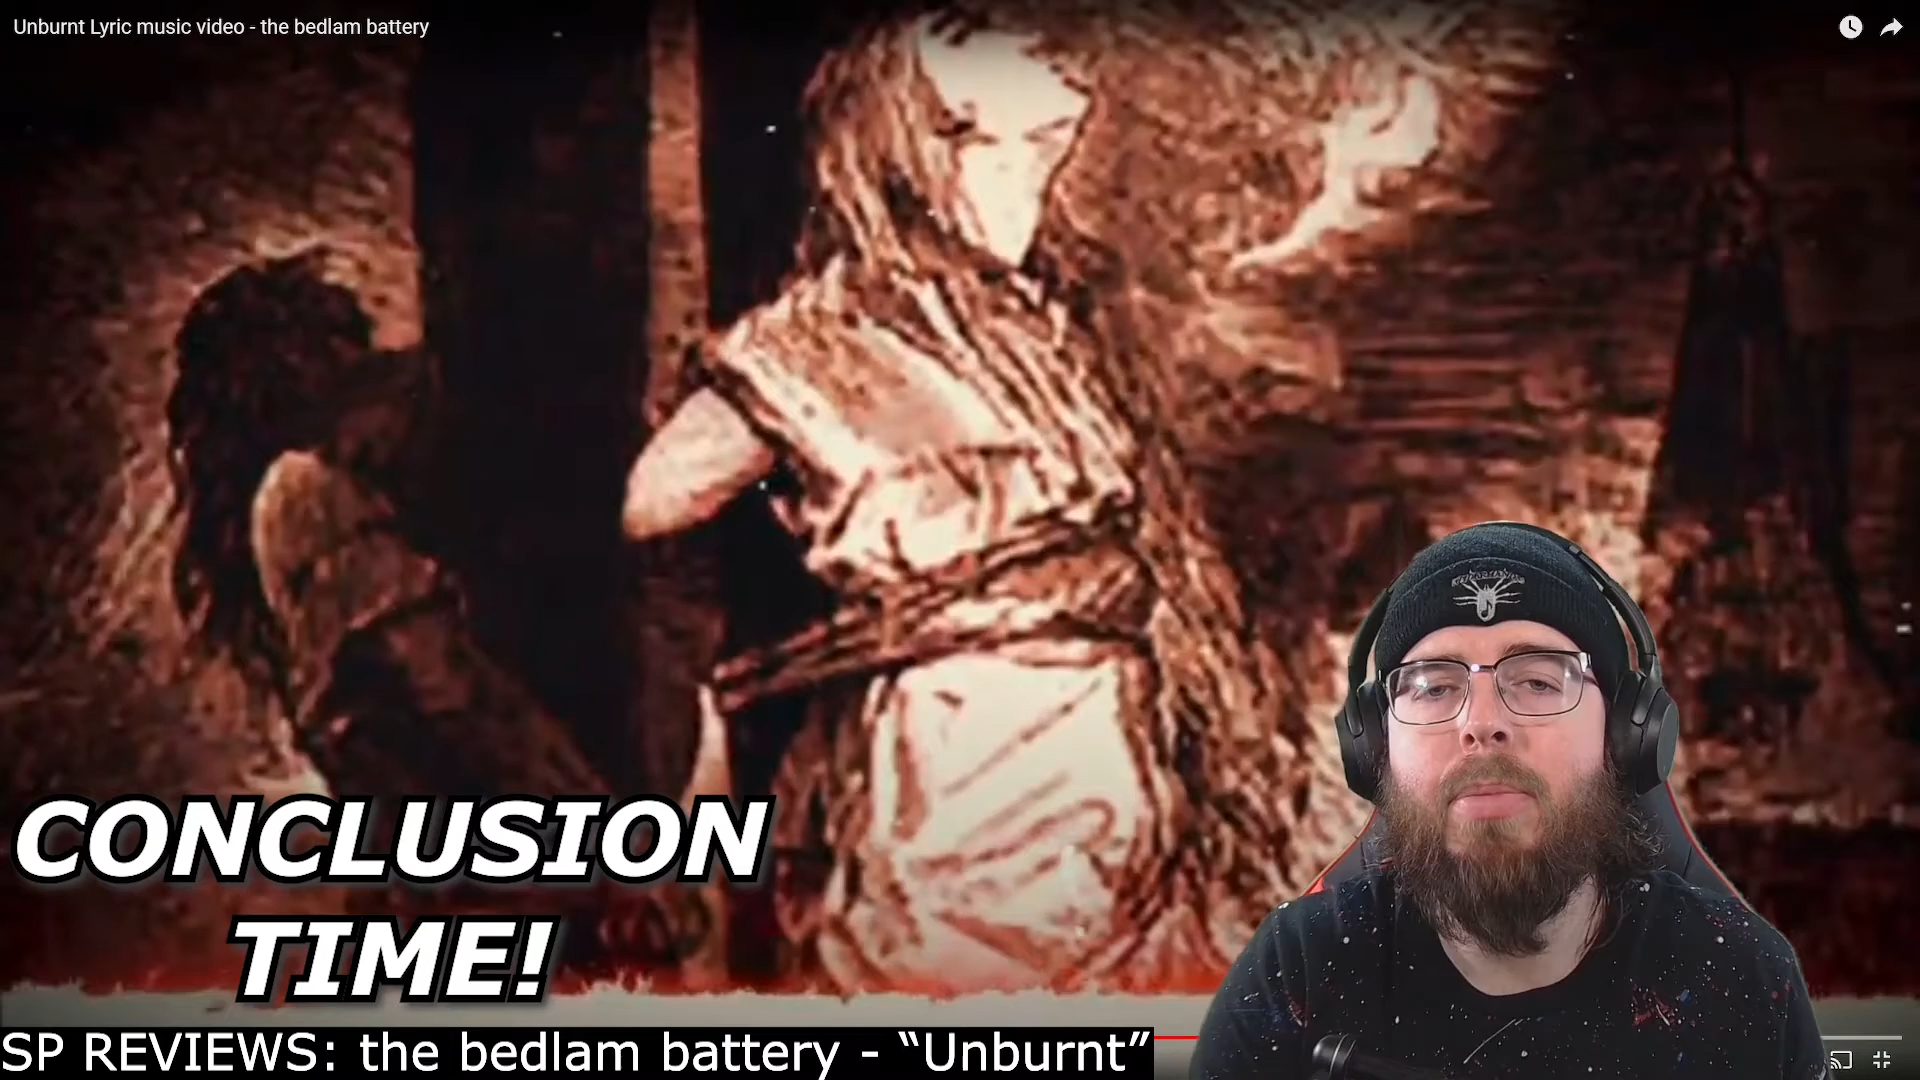 Unburnt Lyric music video - the bedlam battery
CONCLUSION
TIME!
SP REVIEWS: the bedlam battery - “Unburnt”